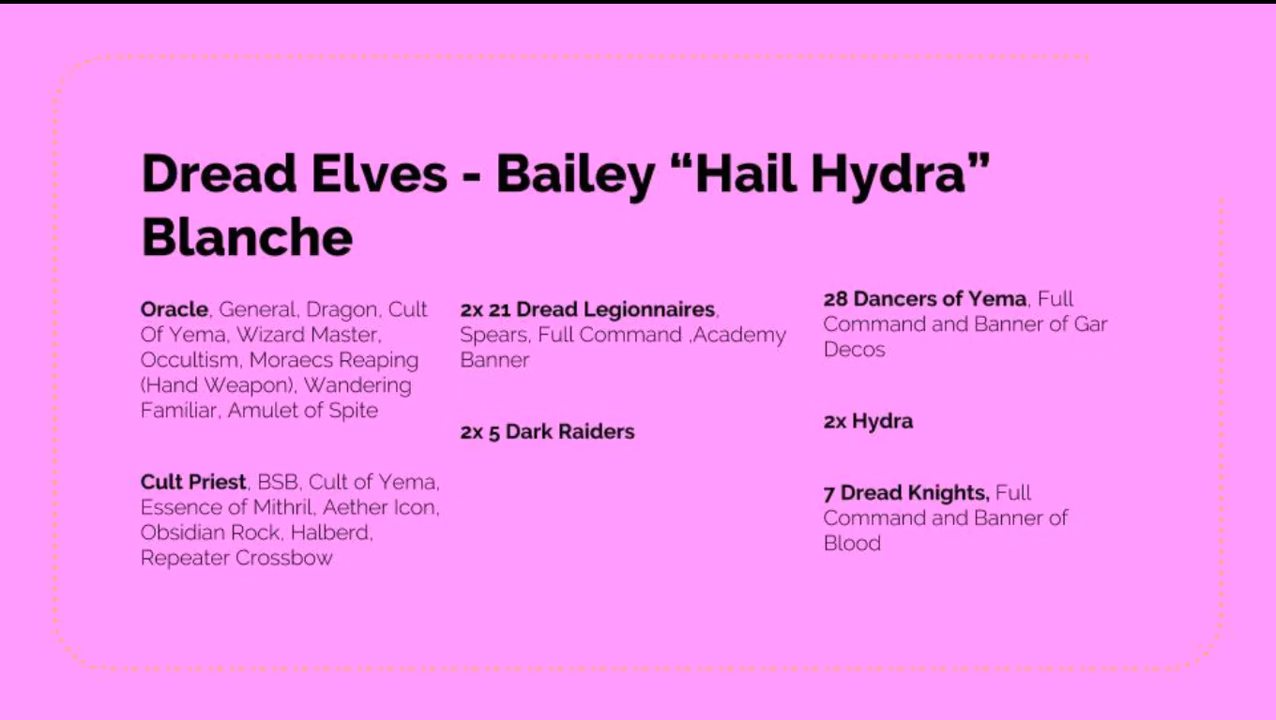 Dread Elves - Bailey “Hail Hydra”
Blanche
Oracle, General, Dragon, Cult
Of Yema, Wizard Master,
Occultism, Moraecs Reaping
(Hand Weapon), Wandering
Familiar, Amulet of Spite
Cult Priest, BSB, Cult of Yema,
Essence of Mithril, Aether Icon,
Obsidian Rock, Halberd,
Repeater Crossbow
2x 21 Dread Legionnaires,
Spears, Full Command ,Academy
Banner
2x 5 Dark Raiders
28 Dancers of Yema, Full
Command and Banner of Gar
Decos
2x Hydra
7 Dread Knights, Full
Command and Banner of
Blood